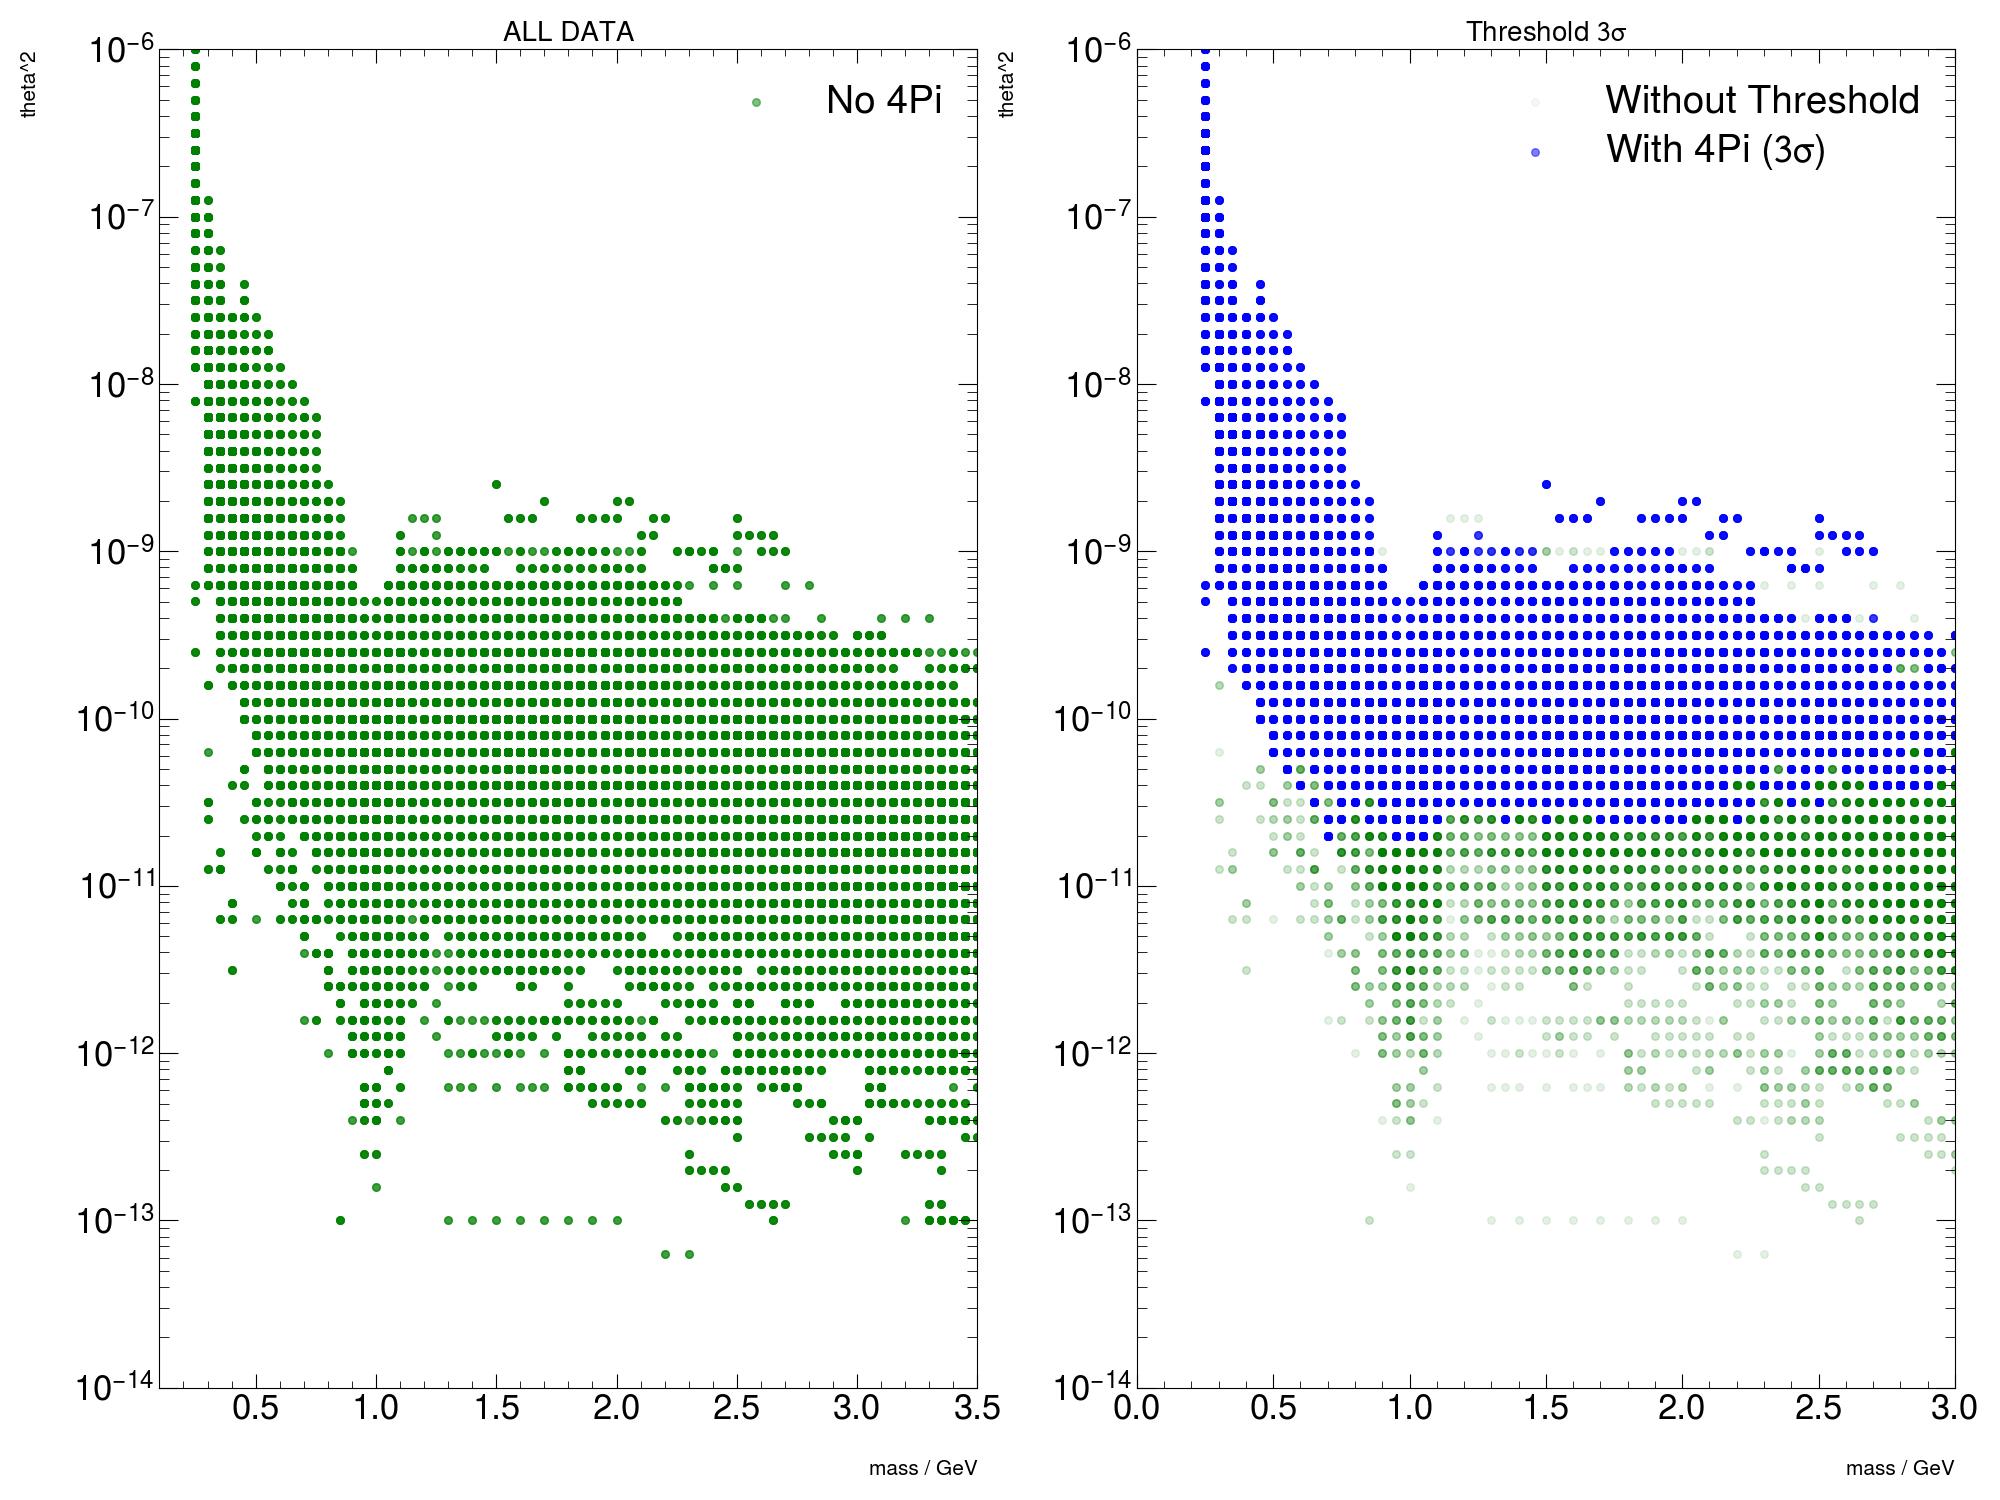 ALL DATA
theta^2
No 4Pi
10⁻⁶
10⁻⁷
10⁻⁸
10⁻⁹
10⁻¹⁰
10⁻¹¹
10⁻¹²
10⁻¹³
10⁻¹⁴
0.5 1.0 1.5 2.0 2.5 3.0 3.5
mass / GeV
Threshold 3σ
theta^2
Without Threshold
With 4Pi (3σ)
10⁻⁶
10⁻⁷
10⁻⁸
10⁻⁹
10⁻¹⁰
10⁻¹¹
10⁻¹²
10⁻¹³
10⁻¹⁴
0.0 0.5 1.0 1.5 2.0 2.5 3.0
mass / GeV